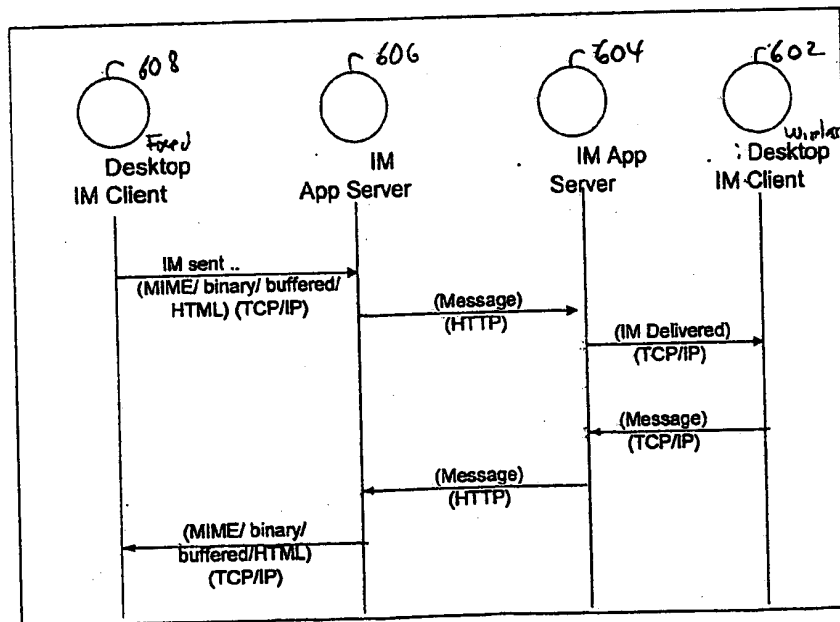 608
606
604
602
Fixed
Desktop
IM Client
IM
App Server
IM App
Server
Desktop
IM Client
IM sent ..
(MIME/ binary/ buffered/
HTML) (TCP/IP)
(Message)
(HTTP)
(IM Delivered)
(TCP/IP)
(Message)
(TCP/IP)
(Message)
(HTTP)
(MIME/ binary/
buffered/HTML)
(TCP/IP)